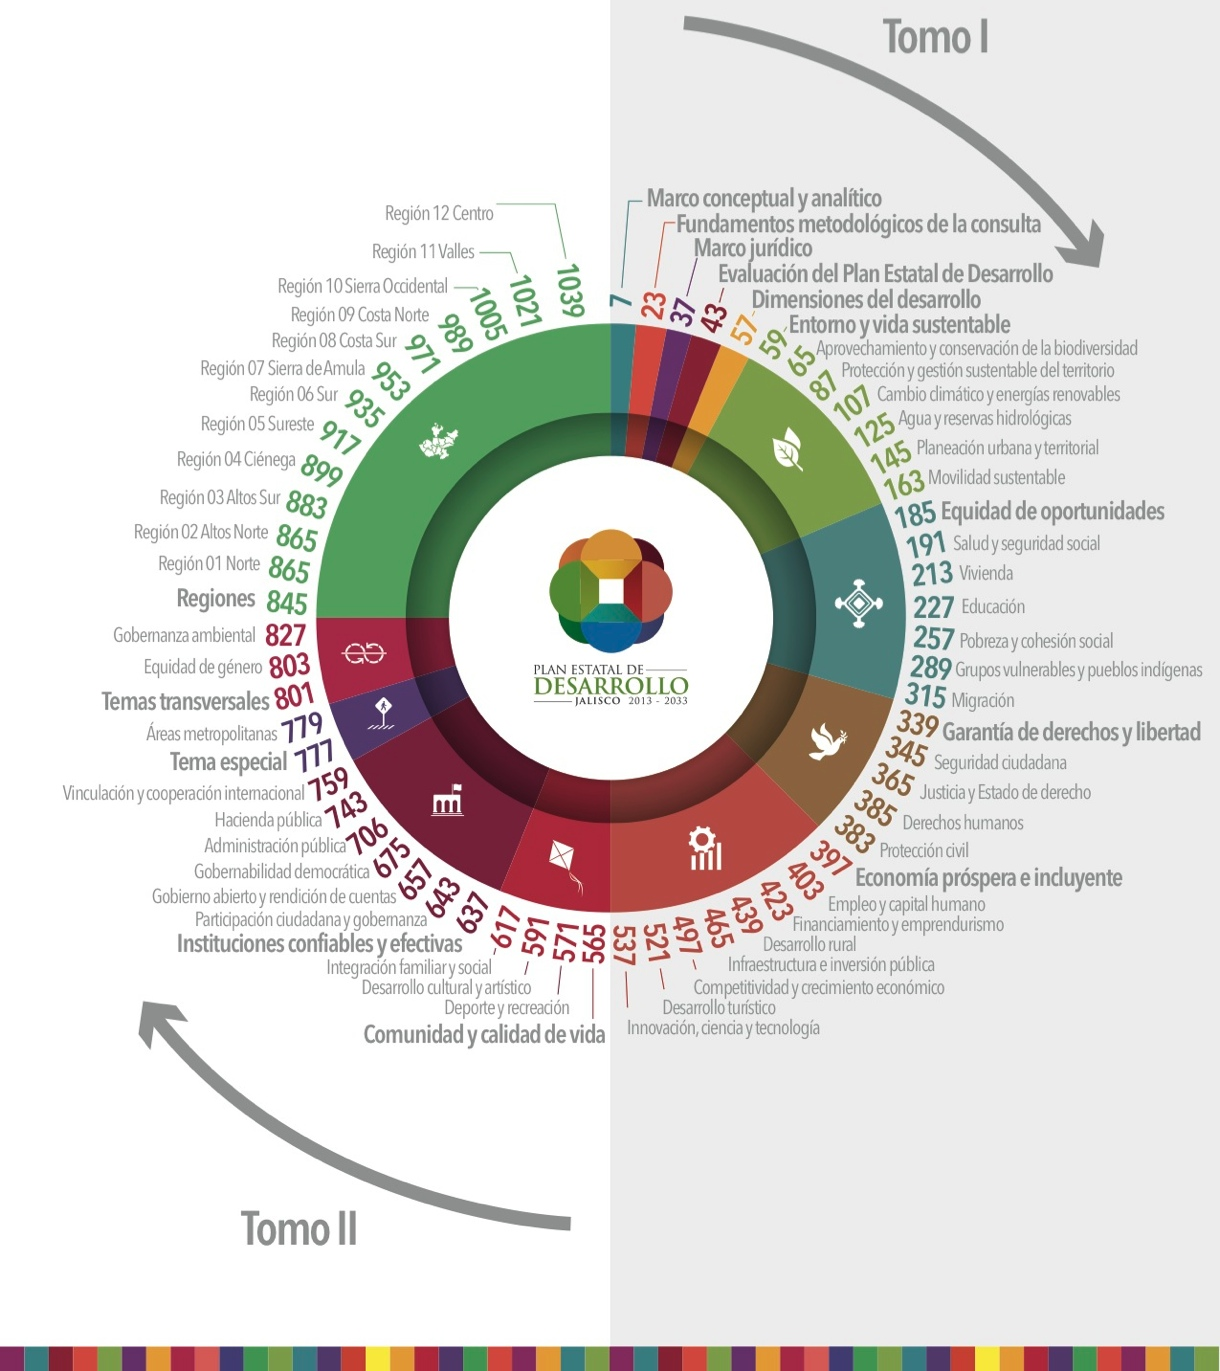 Tomo I
7 Marco conceptual y analítico
23 Fundamentos metodológicos de la consulta
37 Marco jurídico
43 Evaluación del Plan Estatal de Desarrollo
57 Dimensiones del desarrollo
59 Entorno y vida sustentable
65 Aprovechamiento y conservación de la biodiversidad
87 Protección y gestión sustentable del territorio
107 Cambio climático y energías renovables
125 Agua y reservas hidrológicas
145 Planeación urbana y territorial
163 Movilidad sustentable
185 Equidad de oportunidades
191 Salud y seguridad social
213 Vivienda
227 Educación
257 Pobreza y cohesión social
289 Grupos vulnerables y pueblos indígenas
315 Migración
339 Garantía de derechos y libertad
345 Seguridad ciudadana
365 Justicia y Estado de derecho
385 Derechos humanos
383 Protección civil
397 Economía próspera e incluyente
403 Empleo y capital humano
423 Financiamiento y emprendurismo
439 Desarrollo rural
465 Infraestructura e inversión pública
497 Competitividad y crecimiento económico
521 Desarrollo turístico
537 Innovación, ciencia y tecnología
Comunidad y calidad de vida 565
Deporte y recreación 571
Desarrollo cultural y artístico 591
Integración familiar y social 617
Instituciones confiables y efectivas 637
Participación ciudadana y gobernanza 643
Gobierno abierto y rendición de cuentas 657
Gobernabilidad democrática 675
Administración pública 706
Hacienda pública 743
Vinculación y cooperación internacional 759
Tema especial 777
Áreas metropolitanas 779
Temas transversales 801
Equidad de género 803
Gobernanza ambiental 827
Regiones 845
Región 01 Norte 865
Región 02 Altos Norte 865
Región 03 Altos Sur 883
Región 04 Ciénega 899
Región 05 Sureste 917
Región 06 Sur 935
Región 07 Sierra de Amula 953
Región 08 Costa Sur 971
Región 09 Costa Norte 989
Región 10 Sierra Occidental 1005
Región 11 Valles 1021
Región 12 Centro 1039
PLAN ESTATAL DE
DESARROLLO
JALISCO 2013 - 2033
Tomo II